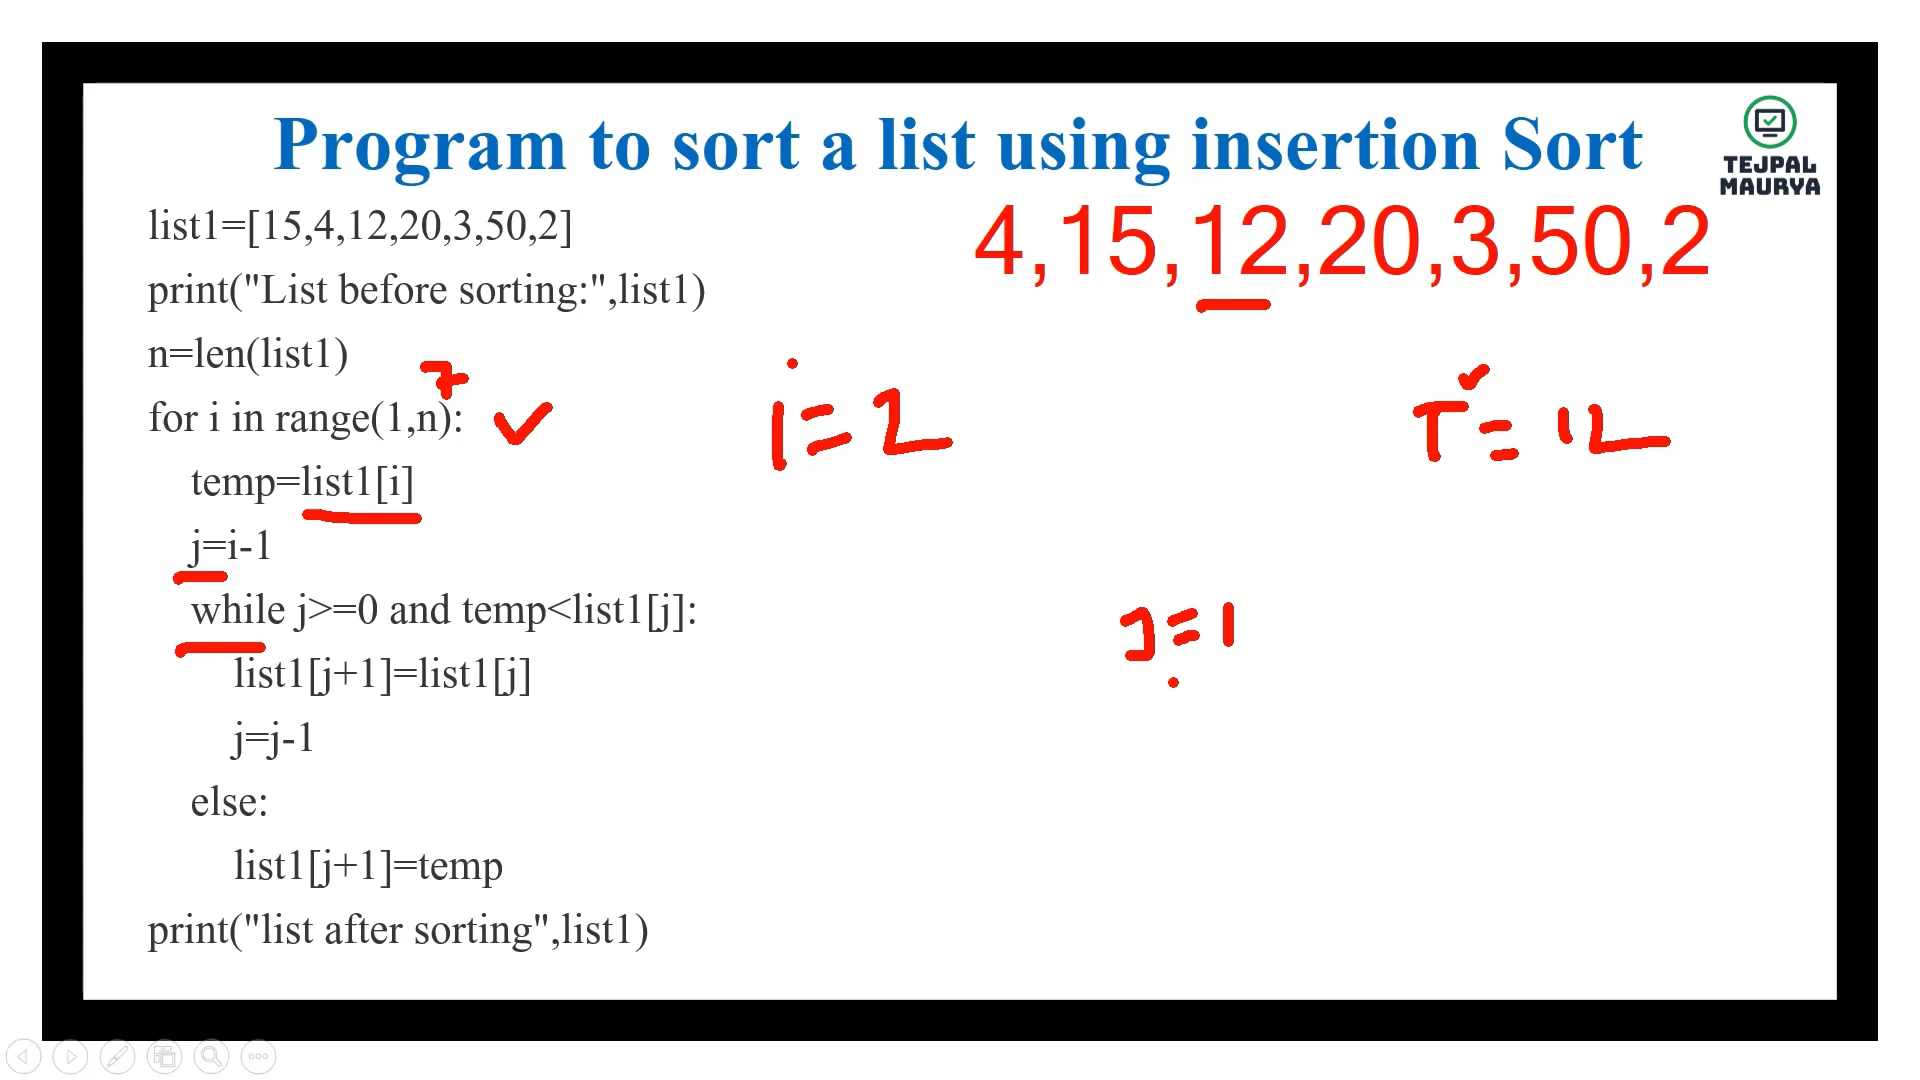 Program to sort a list using insertion Sort
TEJPAL
MAURYA
list1=[15,4,12,20,3,50,2]
4,15,12,20,3,50,2
print("List before sorting:",list1)
n=len(list1)
7
for i in range(1,n):
i=2
T=12
temp=list1[i]
j=i-1
while j>=0 and temp<list1[j]:
J=1
list1[j+1]=list1[j]
j=j-1
else:
list1[j+1]=temp
print("list after sorting",list1)